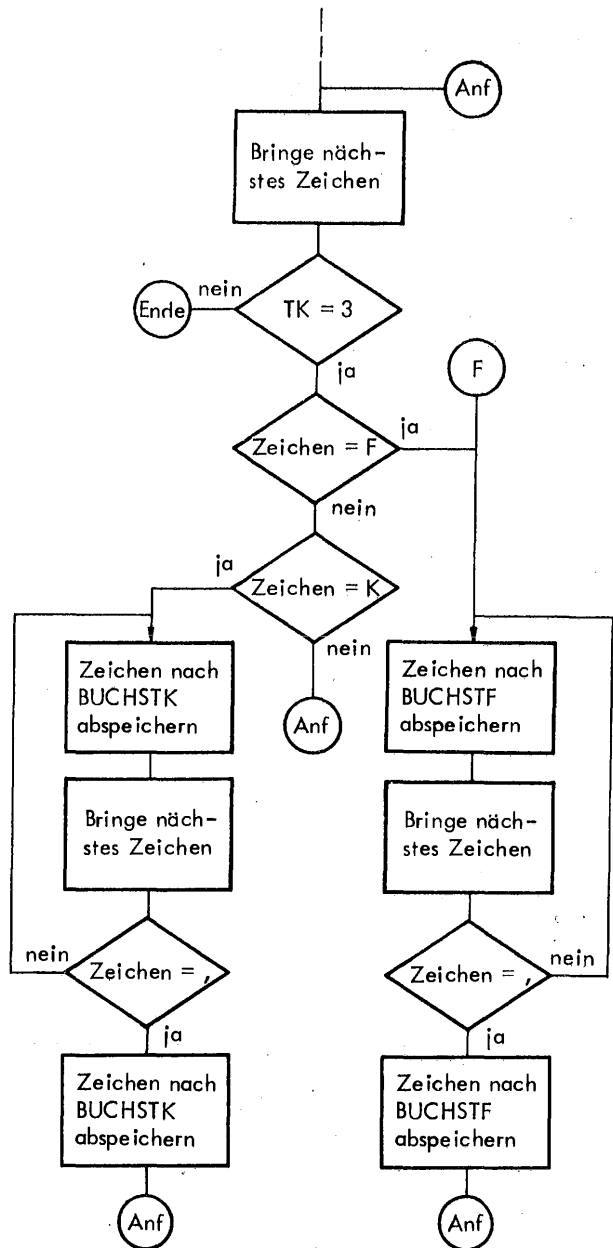 Anf
Bringe näch-
stes Zeichen
nein
Ende
TK = 3
ja
F
Zeichen = F
ja
nein
ja
Zeichen = K
nein
Zeichen nach
BUCHSTK
abspeichern
Anf
Zeichen nach
BUCHSTF
abspeichern
Bringe näch-
stes Zeichen
Bringe näch-
stes Zeichen
nein
Zeichen = ,
ja
Zeichen = ,
nein
ja
Zeichen nach
BUCHSTK
abspeichern
Zeichen nach
BUCHSTF
abspeichern
Anf
Anf